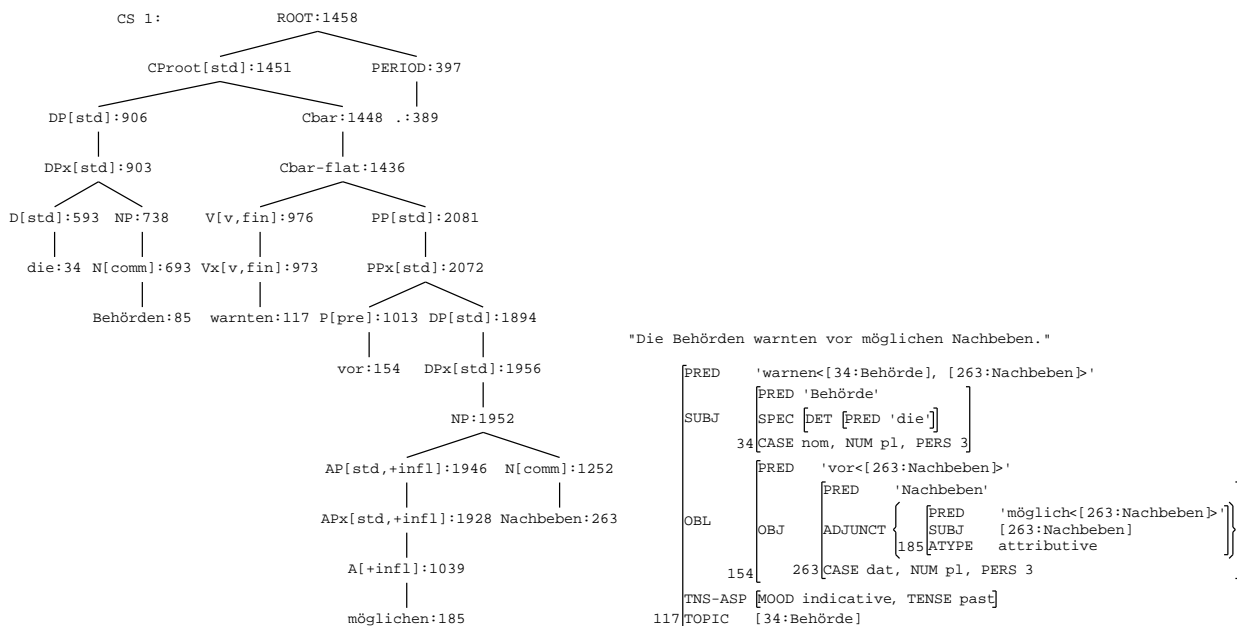 CS 1: ROOT:1458
CProot[std]:1451 PERIOD:397
DP[std]:906 Cbar:1448 .:389
DPx[std]:903 Cbar-flat:1436
D[std]:593 NP:738 V[v,fin]:976 PP[std]:2081
die:34 N[comm]:693 Vx[v,fin]:973 PPx[std]:2072
Behörden:85 warnten:117 P[pre]:1013 DP[std]:1894
vor:154 DPx[std]:1956
NP:1952
AP[std,+infl]:1946 N[comm]:1252
APx[std,+infl]:1928 Nachbeben:263
A[+infl]:1039
möglichen:185
"Die Behörden warnten vor möglichen Nachbeben."
PRED 'warnen<[34:Behörde], [263:Nachbeben]>'
PRED 'Behörde'
SUBJ SPEC [DET [PRED 'die']]
34 CASE nom, NUM pl, PERS 3
PRED 'vor<[263:Nachbeben]>'
PRED 'Nachbeben'
PRED 'möglich<[263:Nachbeben]>'
OBL OBJ ADJUNCT { SUBJ [263:Nachbeben] }
185 ATYPE attributive
154 263 CASE dat, NUM pl, PERS 3
TNS-ASP [MOOD indicative, TENSE past]
117 TOPIC [34:Behörde]